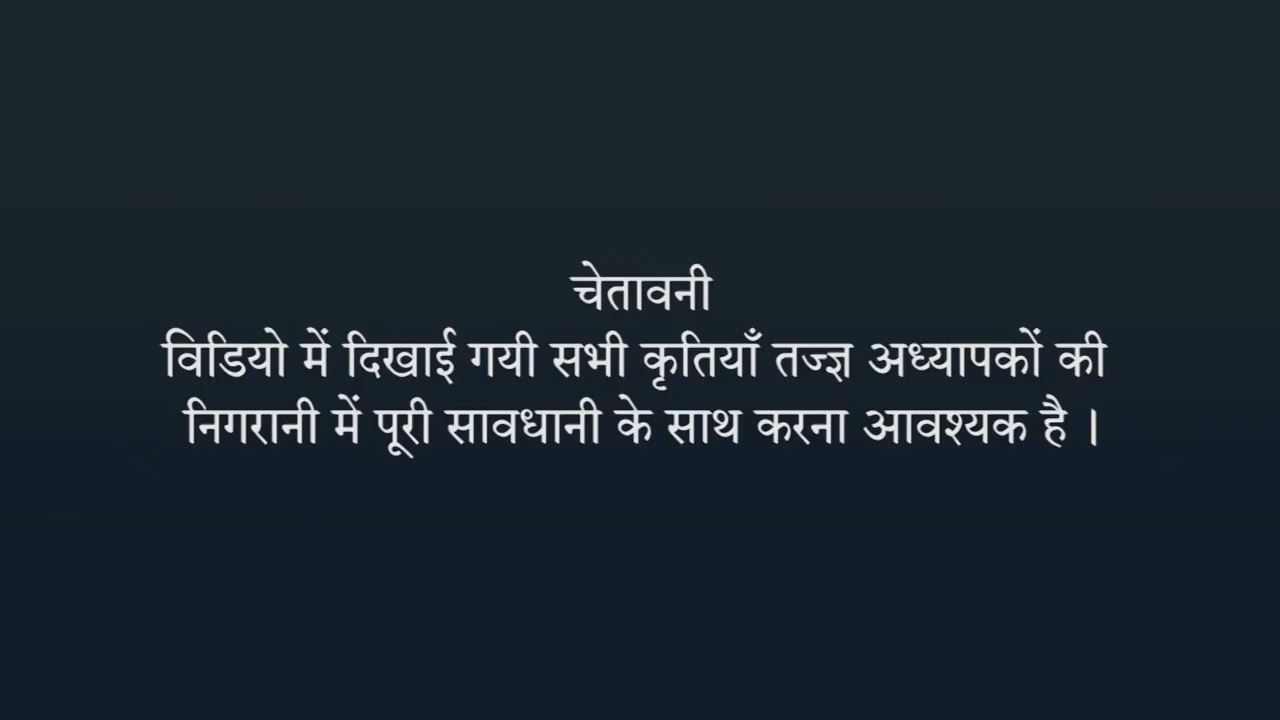 चेतावनी
विडियो में दिखाई गयी सभी कृतियाँ तज्ज्ञ अध्यापकों की
निगरानी में पूरी सावधानी के साथ करना आवश्यक है ।